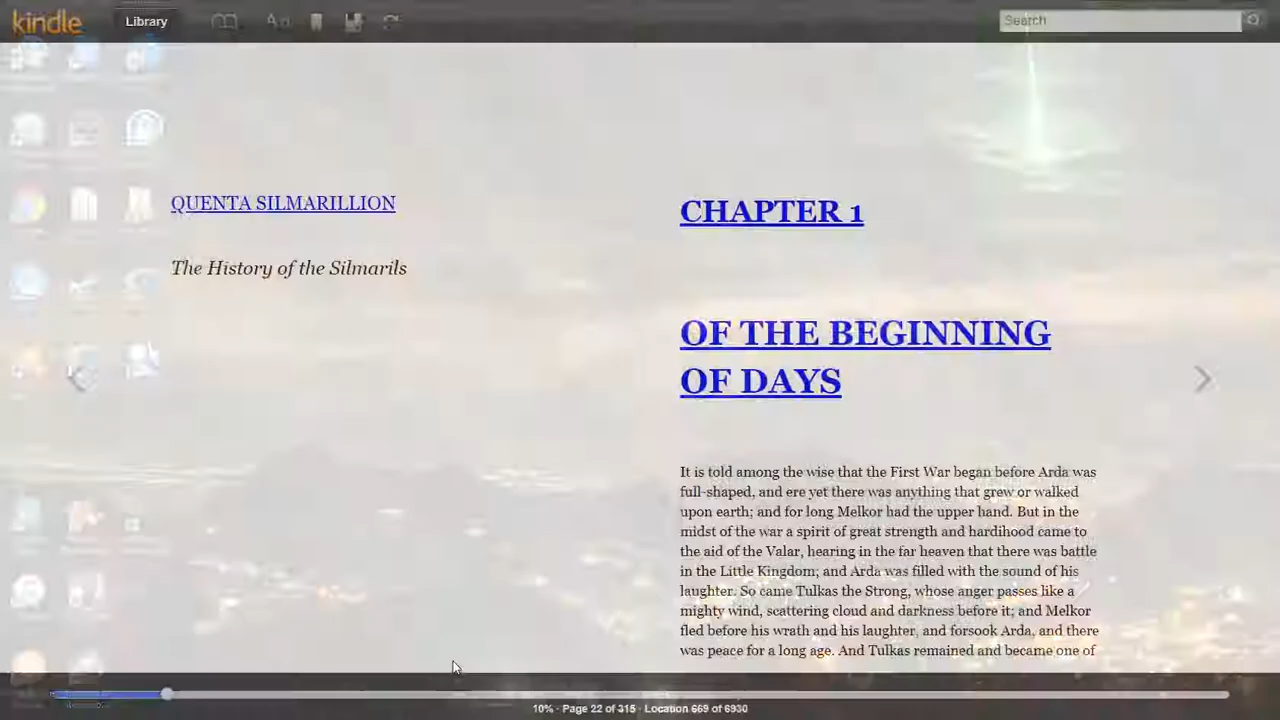 kindle
Library
Search
QUENTA SILMARILLION
The History of the Silmarils
CHAPTER 1
OF THE BEGINNING
OF DAYS
It is told among the wise that the First War began before Arda was
full-shaped, and ere yet there was anything that grew or walked
upon earth; and for long Melkor had the upper hand. But in the
midst of the war a spirit of great strength and hardihood came to
the aid of the Valar, hearing in the far heaven that there was battle
in the Little Kingdom; and Arda was filled with the sound of his
laughter. So came Tulkas the Strong, whose anger passes like a
mighty wind, scattering cloud and darkness before it; and Melkor
fled before his wrath and his laughter, and forsook Arda, and there
was peace for a long age. And Tulkas remained and became one of
10% · Page 22 of 315 · Location 669 of 6930